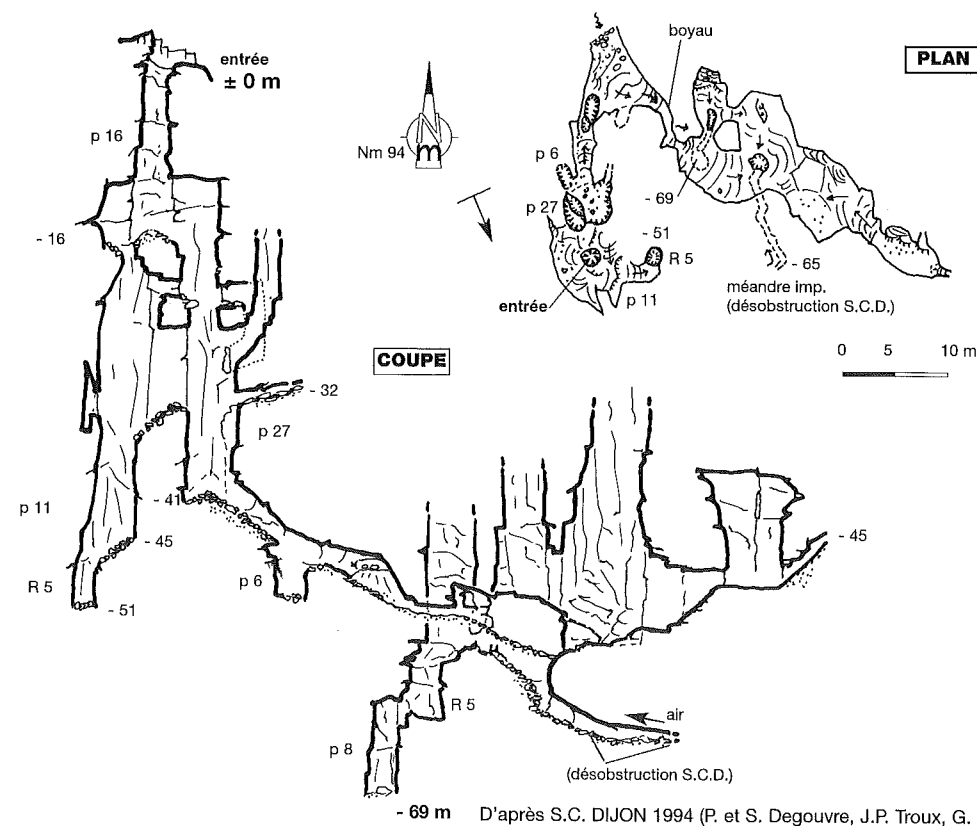 entrée
± 0 m
p 16
- 16
Nm 94
N
- 32
p 27
COUPE
- 41
p 11
- 45
R 5
- 51
p 6
boyau
PLAN
p 6
p 27
- 69
- 51
R 5
entrée
p 11
- 65
méandre imp.
(désobstruction S.C.D.)
0 5 10 m
- 45
R 5
air
p 8
(désobstruction S.C.D.)
- 69 m
D'après S.C. DIJON 1994 (P. et S. Degouvre, J.P. Troux, G.